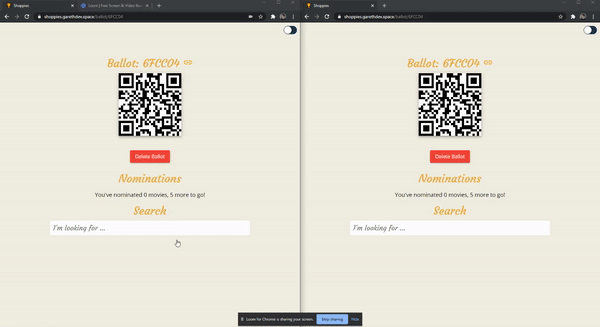 Shoppies
Loom | Free Screen & Video Rec
shoppies.garethdew.space/ballot/6FCC04
Ballot: 6FCC04
Delete Ballot
Nominations
You've nominated 0 movies, 5 more to go!
Search
I'm looking for ...
Shoppies
shoppies.garethdew.space/ballot/6FCC04
Ballot: 6FCC04
Delete Ballot
Nominations
You've nominated 0 movies, 5 more to go!
Search
I'm looking for ...
Loom for Chrome is sharing your screen.
Stop sharing
Hide